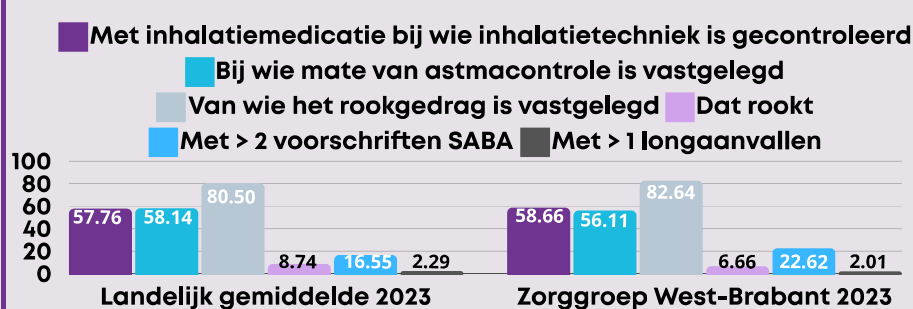 Met inhalatiemedicatie bij wie inhalatietechniek is gecontroleerd
Bij wie mate van astmacontrole is vastgelegd
Van wie het rookgedrag is vastgelegd Dat rookt
Met > 2 voorschriften SABA Met > 1 longaanvallen
100
80
60
40
20
0
57.76 58.14 80.50 8.74 16.55 2.29
58.66 56.11 82.64 6.66 22.62 2.01
Landelijk gemiddelde 2023 Zorggroep West-Brabant 2023